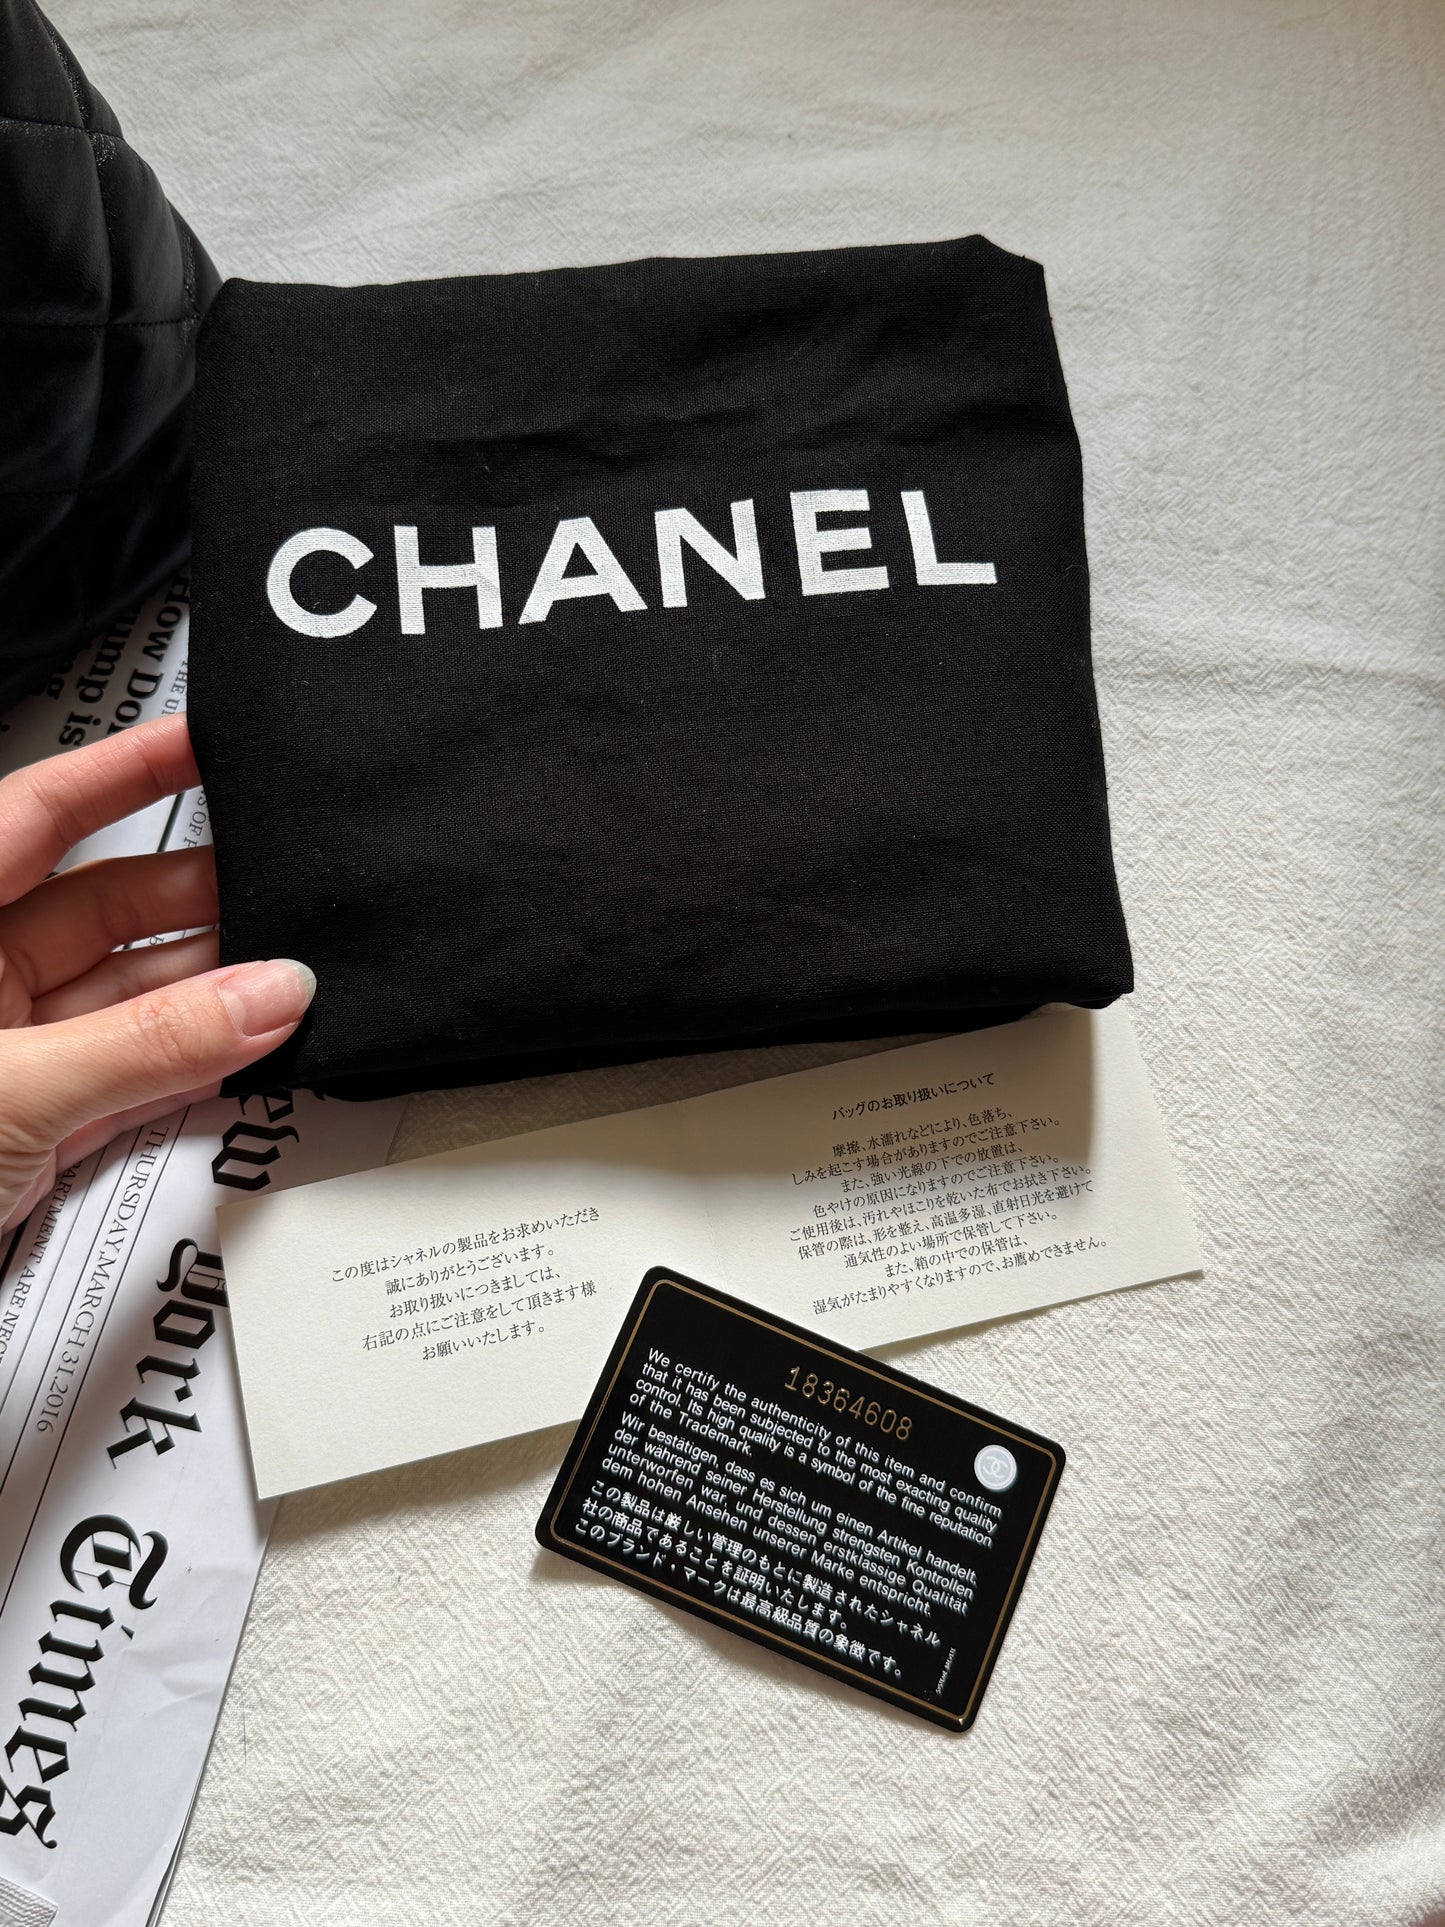 CHANEL
How Do
rump is
THURSDAY,MARCH 31.2016
York
Times
この度はシャネルの製品をお求めいただき
誠にありがとうございます。
お取り扱いにつきましては、
右記の点にご注意をして頂きます様
お願いいたします。
バッグのお取り扱いについて
摩擦、水濡れなどにより、色落ち、
しみを起こす場合がありますのでご注意下さい。
また、強い光線の下での放置は、
色やけの原因になりますのでご注意下さい。
ご使用後は、汚れやほこりを乾いた布でお拭き下さい。
保管の際は、形を整え、高温多湿、直射日光を避けて
通気性のよい場所で保管して下さい。
また、箱の中での保管は、
湿気がたまりやすくなりますので、お薦めできません。
18364608
We certify the authenticity of this item and confirm
that it has been subjected to the most exacting quality
control. Its high quality is a symbol of the fine reputation
of the Trademark.
Wir bestätigen, dass es sich um einen Artikel handelt,
der während seiner Herstellung strengsten Kontrollen
unterworfen war, und dessen erstklassige Qualität
dem hohen Ansehen unserer Marke entspricht.
この製品は厳しい管理のもとに製造されたシャネル
社の商品であることを証明いたします。
このブランド・マークは最高級品質の象徴です。